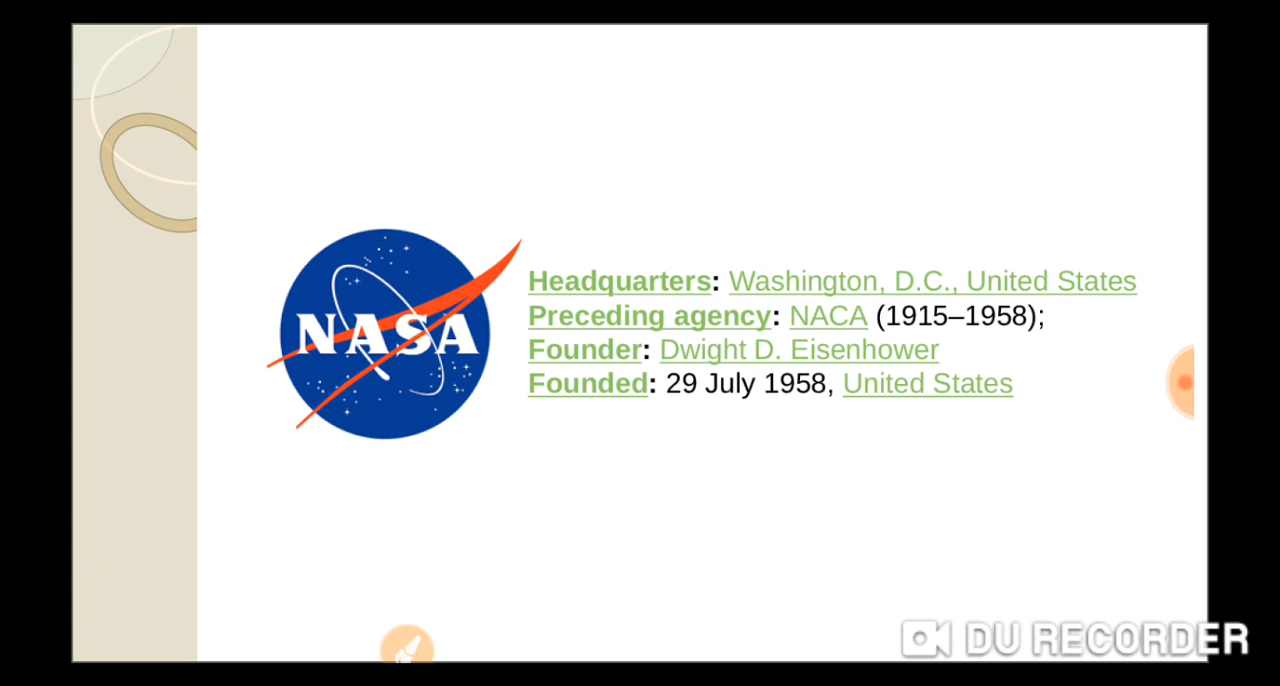 NASA
Headquarters: Washington, D.C., United States
Preceding agency: NACA (1915–1958);
Founder: Dwight D. Eisenhower
Founded: 29 July 1958, United States
DU RECORDER